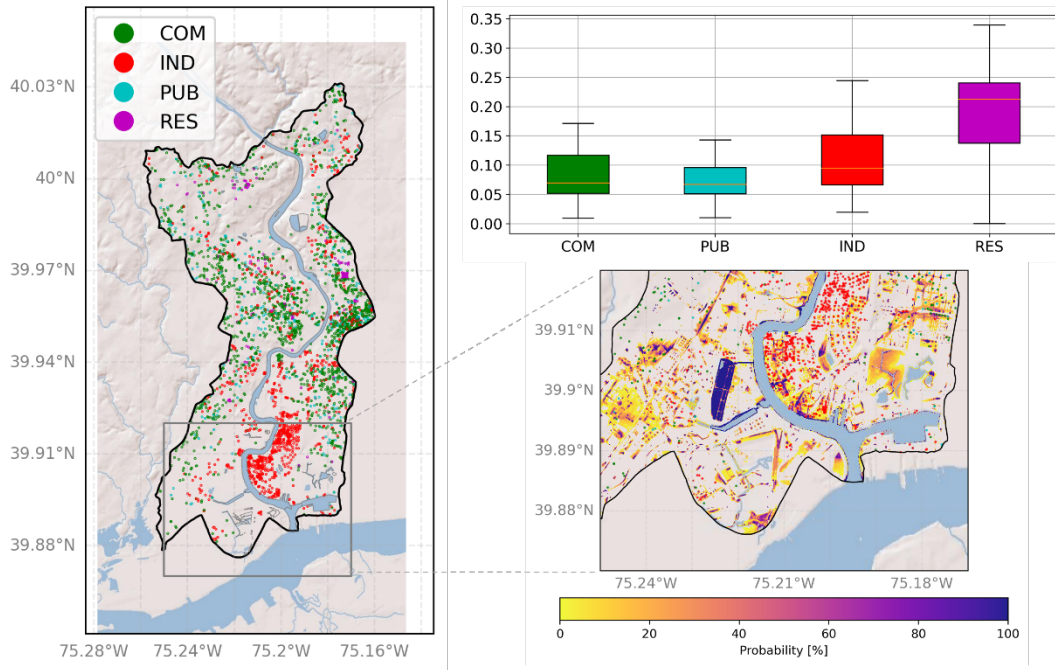 COM
IND
PUB
RES
40.03°N
40°N
39.97°N
39.94°N
39.91°N
39.88°N
75.28°W 75.24°W 75.2°W 75.16°W
0.35
0.30
0.25
0.20
0.15
0.10
0.05
0.00
COM PUB IND RES
39.91°N
39.9°N
39.89°N
39.88°N
75.24°W 75.21°W 75.18°W
0 20 40 60 80 100
Probability [%]